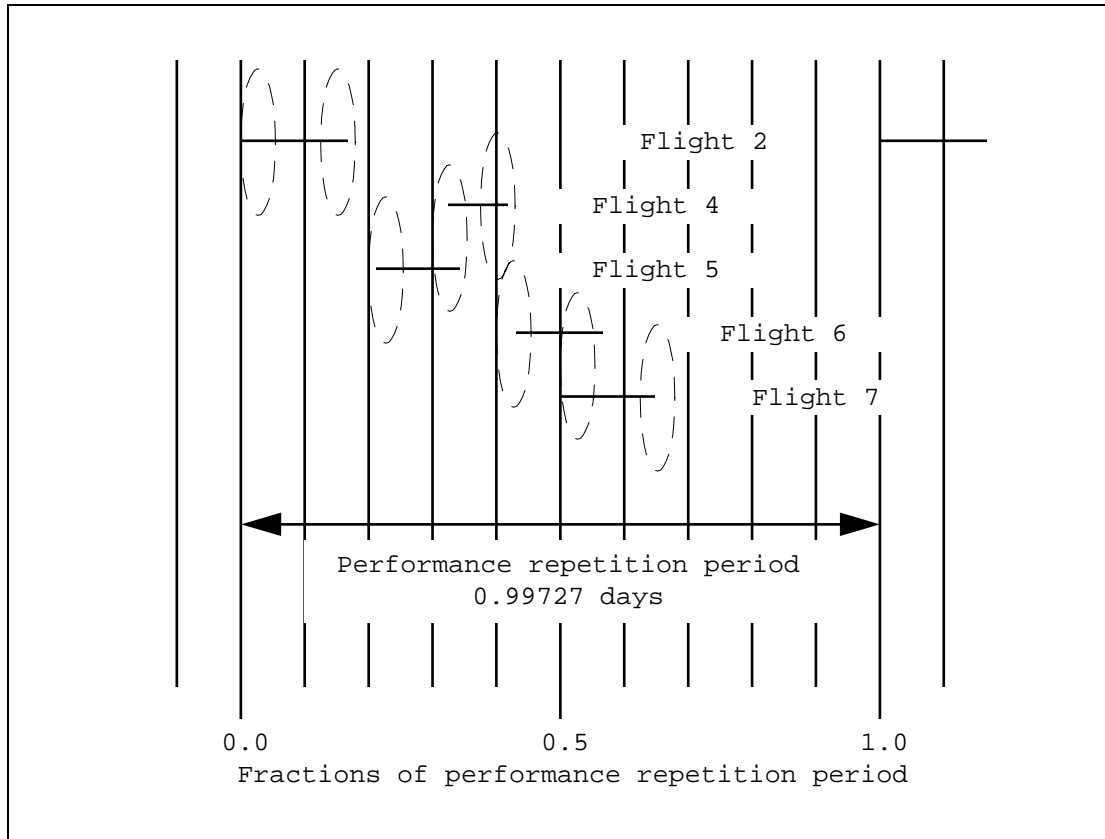 Flight 2
Flight 4
Flight 5
Flight 6
Flight 7
Performance repetition period
0.99727 days
0.0 0.5 1.0
Fractions of performance repetition period